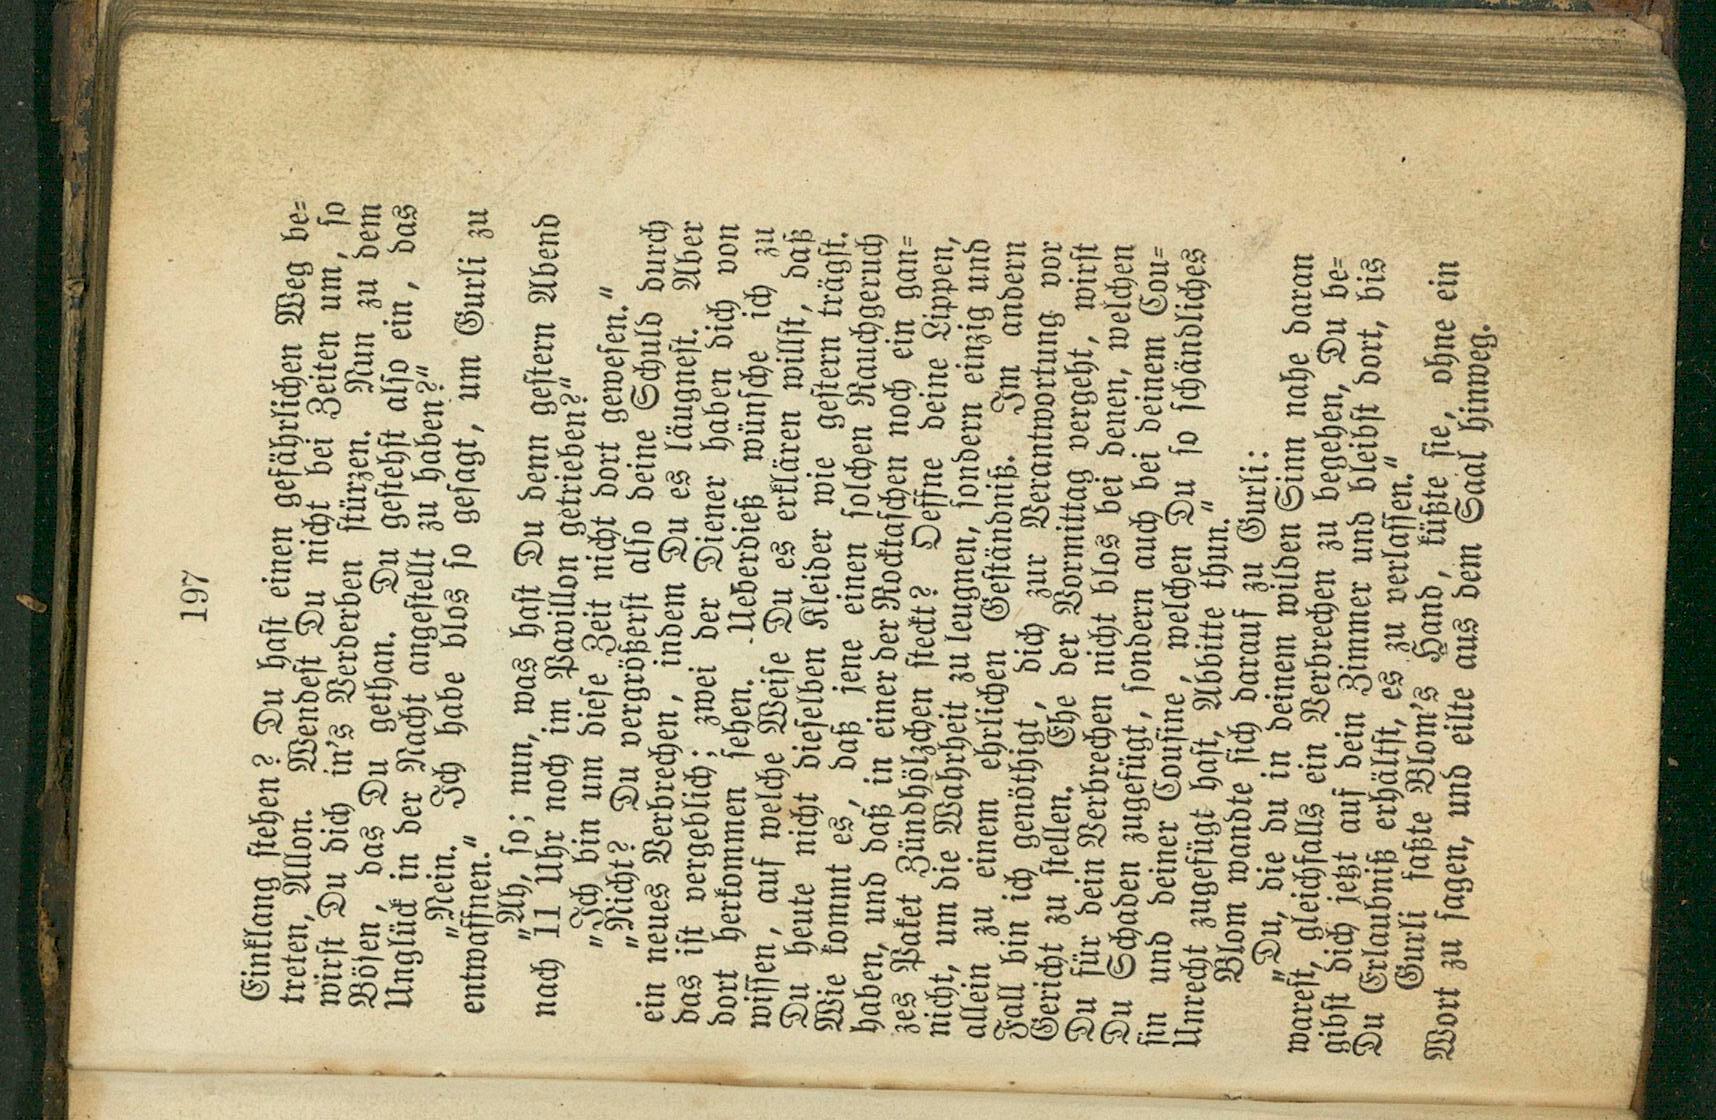 197
Einklang stehen? Du hast einen gefährlichen Weg be-
treten, Allon. Wendest Du nicht bei Zeiten um, so
wirst Du dich in's Verderben stürzen. Nun zu dem
Bösen, das Du gethan. Du gestehst also ein, das
Unglück in der Nacht angestellt zu haben?“
„Nein. Ich habe blos so gesagt, um Gurli zu
entwaffnen.“
„Ah, so; nun, was hast Du denn gestern Abend
nach 11 Uhr noch im Pavillon getrieben?“
„Ich bin um diese Zeit nicht dort gewesen.“
„Nicht? Du vergrößerst also deine Schuld durch
ein neues Verbrechen, indem Du es läugnest. Aber
das ist vergeblich; zwei der Diener haben dich von
dort herkommen sehen. Ueberdieß wünsche ich zu
wissen, auf welche Weise Du es erklären willst, daß
Du heute nicht dieselben Kleider wie gestern trägst.
Wie kommt es, daß jene einen solchen Rauchgeruch
haben, und daß in einer der Rocktaschen noch ein gan-
zes Paket Zündhölzchen steckt? Oeffne deine Lippen,
nicht, um die Wahrheit zu leugnen, sondern einzig und
allein zu einem ehrlichen Geständniß. Im andern
Fall bin ich genöthigt, dich zur Verantwortung vor
Gericht zu stellen. Ehe der Vormittag vergeht, wirst
Du für dein Verbrechen nicht blos bei denen, welchen
Du Schaden zugefügt, sondern auch bei deinem Cou-
sin und deiner Cousine, welchen Du so schändliches
Unrecht zugefügt hast, Abbitte thun.“
Blom wandte sich darauf zu Gurli:
„Du, die du in deinem wilden Sinn nahe daran
warest, gleichfalls ein Verbrechen zu begehen, Du be-
gibst dich jetzt auf dein Zimmer und bleibst dort, bis
Du Erlaubniß erhältst, es zu verlassen.“
Gurli faßte Blom's Hand, küßte sie, ohne ein
Wort zu sagen, und eilte aus dem Saal hinweg.